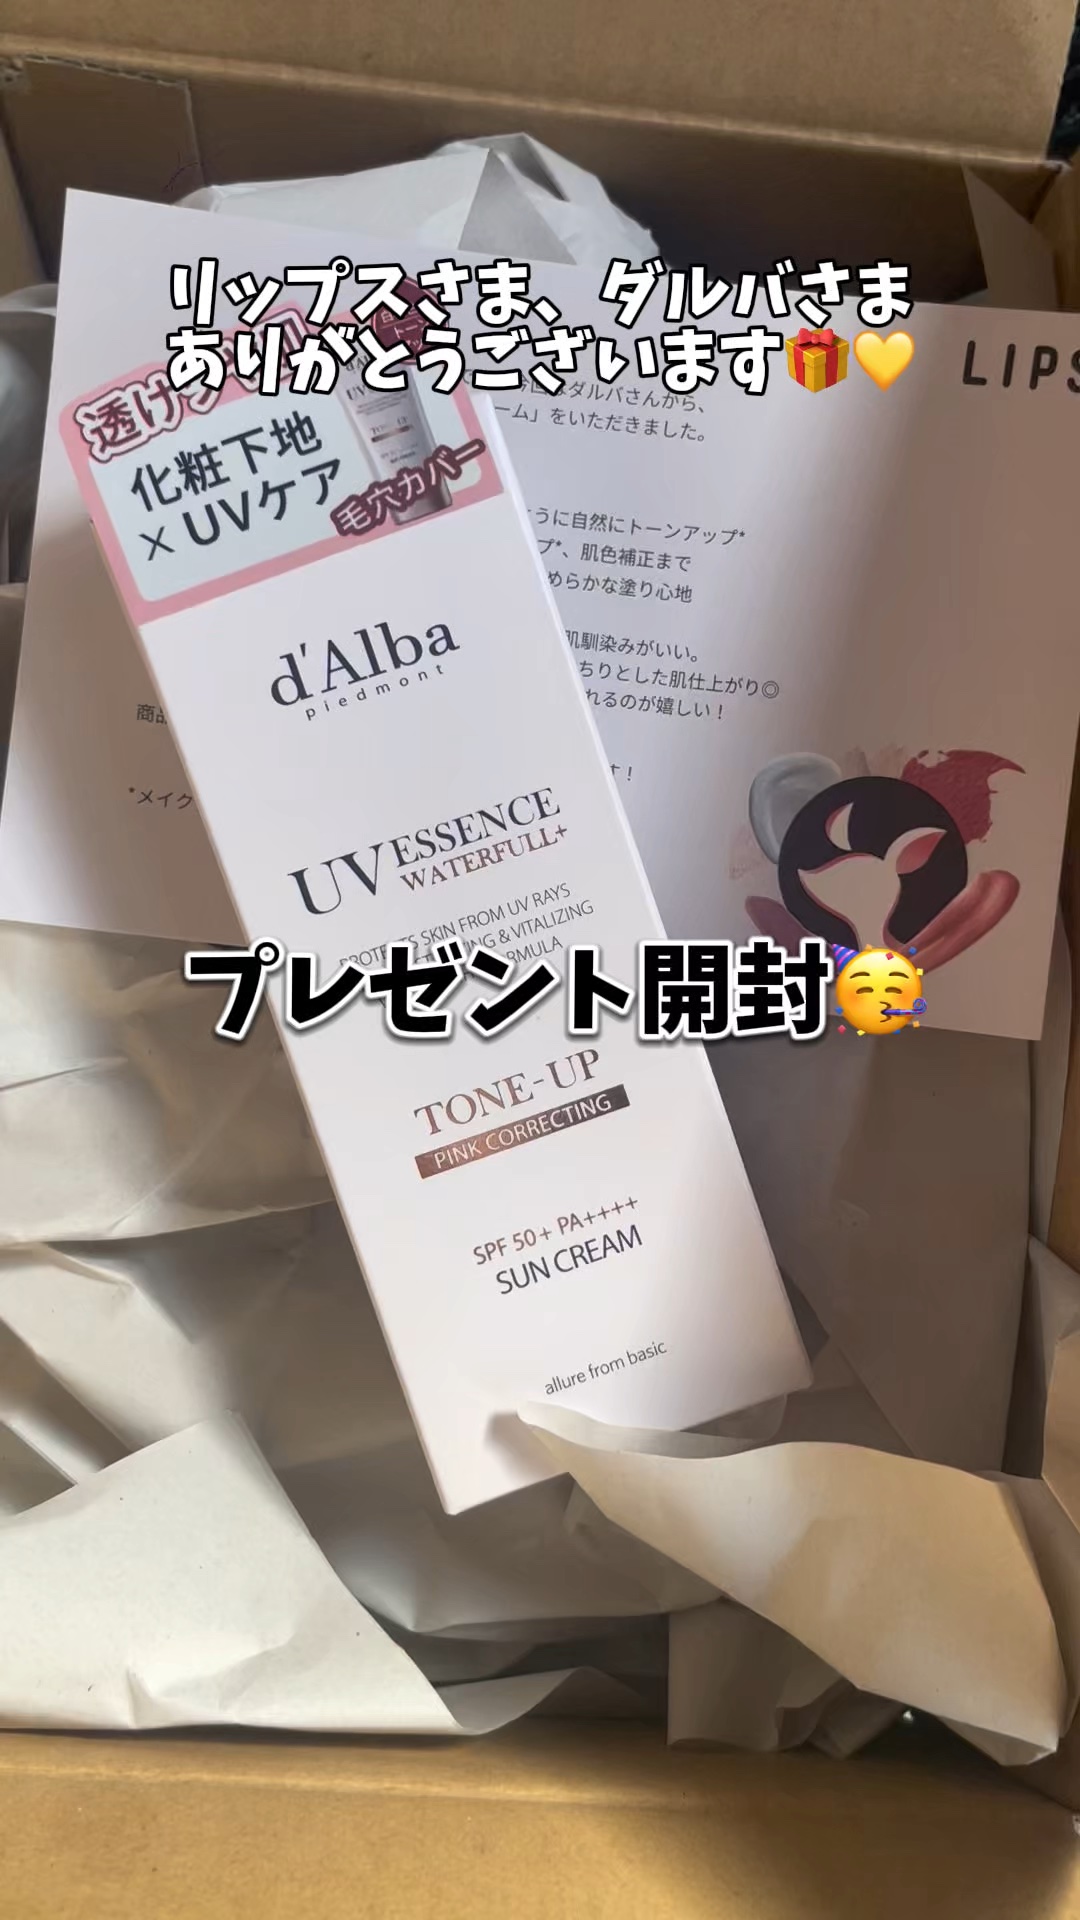 リップスさま、ダルバさま
ありがとうございます🎁💛
LIPS
ダルバさんから、
ーム」をいただきました。
ように自然にトーンアップ*
プ*、肌色補正まで
めらかな塗り心地
肌馴染みがいい。
ちりとした肌仕上がり◎
れるのが嬉しい！
す！
商品
*メイク
化粧下地
× UVケア
毛穴カバー
d'Alba
piedmont
UV ESSENCE
WATERFULL+
PROTECTS SKIN FROM UV RAYS
& VITALIZING
プレゼント開封🥳
TONE-UP
PINK CORRECTING
SPF 50+ PA++++
SUN CREAM
allure from basic